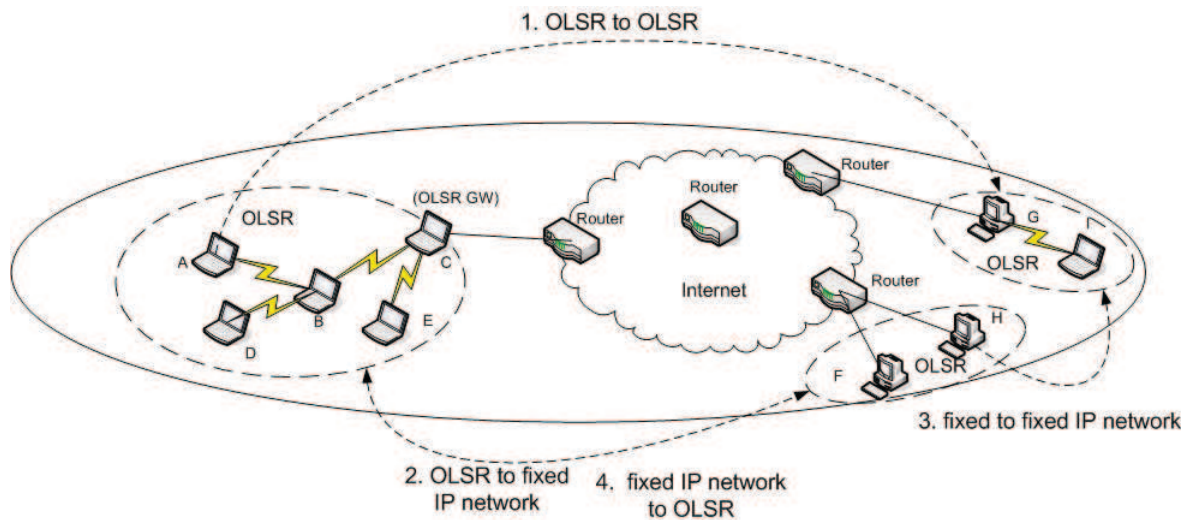 1. OLSR to OLSR
Router
Router
(OLSR GW)
OLSR
Router
G
I
A
C
OLSR
Router
Internet
B
E
H
D
F
OLSR
3. fixed to fixed IP network
2. OLSR to fixed
IP network
4. fixed IP network
to OLSR